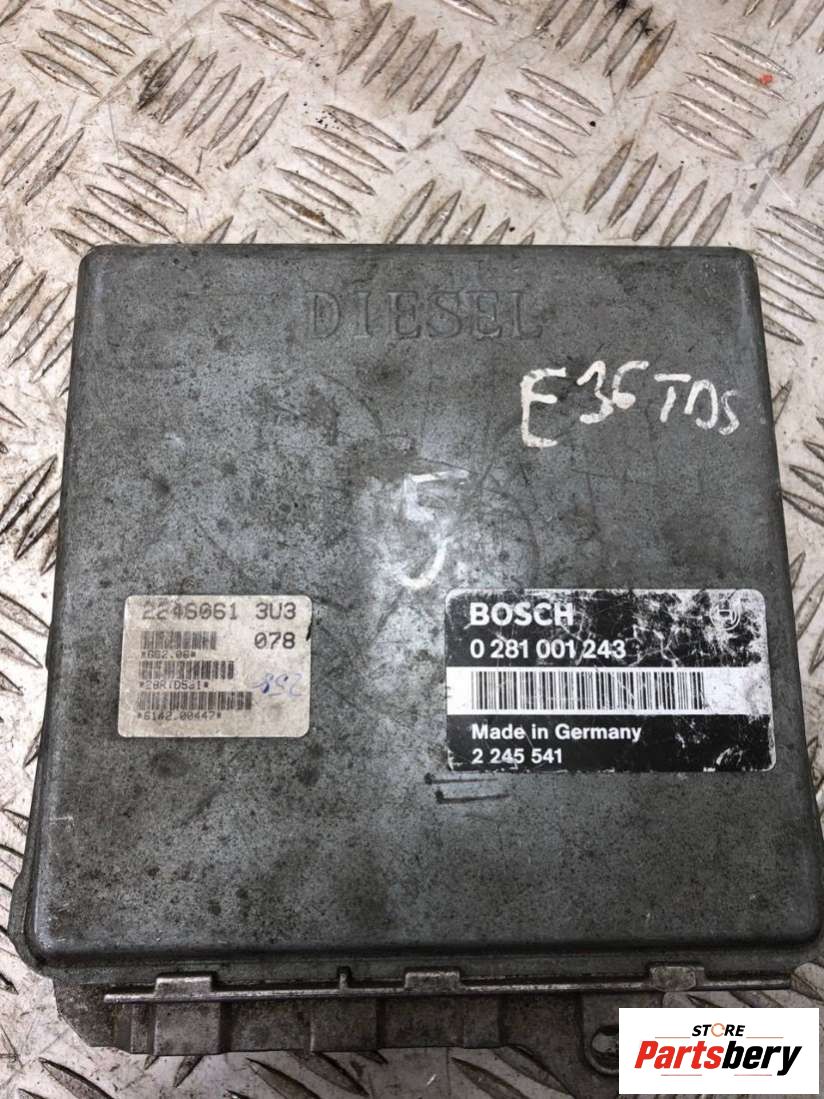 DIESEL
E36 TDS
5
2246061 3U3
078
BOSCH
0 281 001 243
Made in Germany
2 245 541
STORE
Partsbery